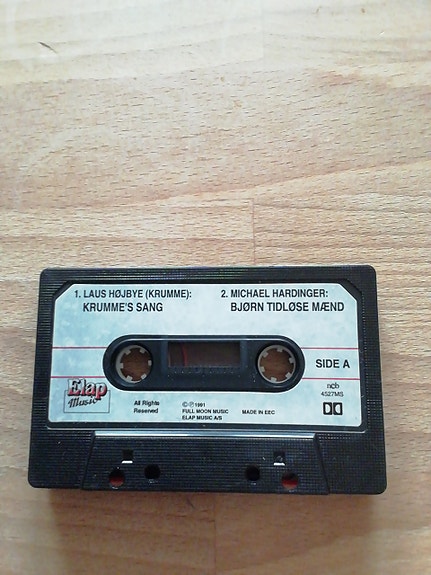 1. LAUS HØJBYE (KRUMME):
KRUMME'S SANG
2. MICHAEL HARDINGER:
BJØRN TIDLØSE MÆND
SIDE A
Elap
Music
All Rights
Reserved
©℗1991
FULL MOON MUSIC
ELAP MUSIC A/S
MADE IN EEC
ncb
4527MS